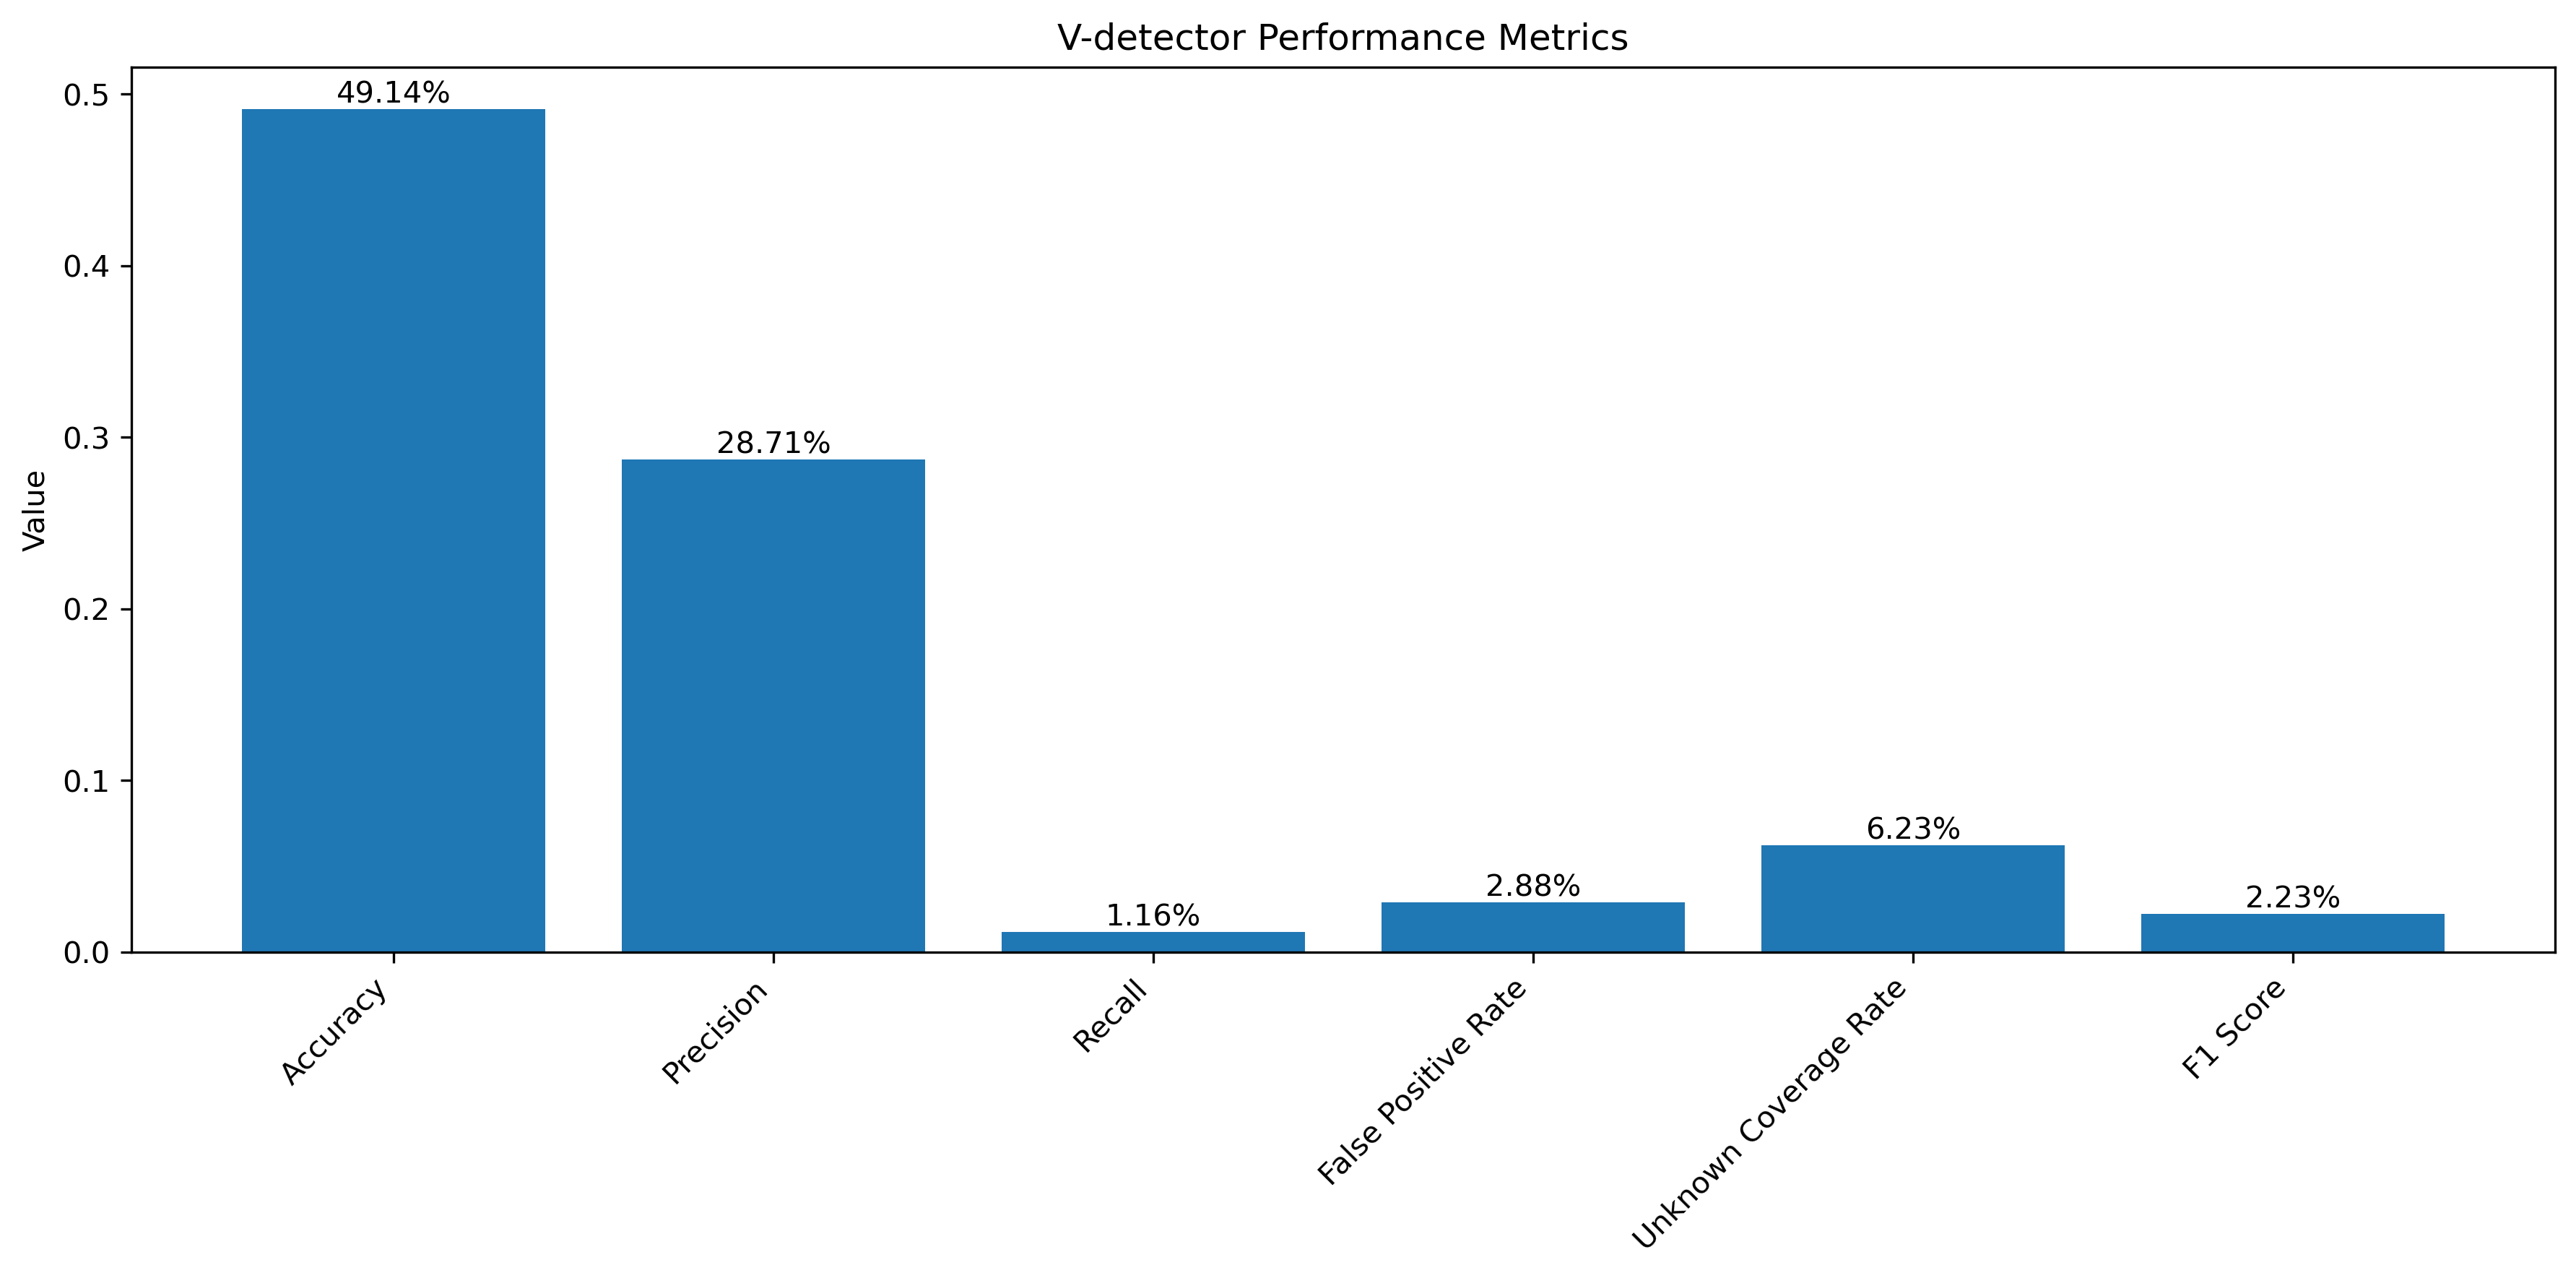 V-detector Performance Metrics
Value
0.5
0.4
0.3
0.2
0.1
0.0
49.14%
28.71%
1.16%
2.88%
6.23%
2.23%
Accuracy
Precision
Recall
False Positive Rate
Unknown Coverage Rate
F1 Score